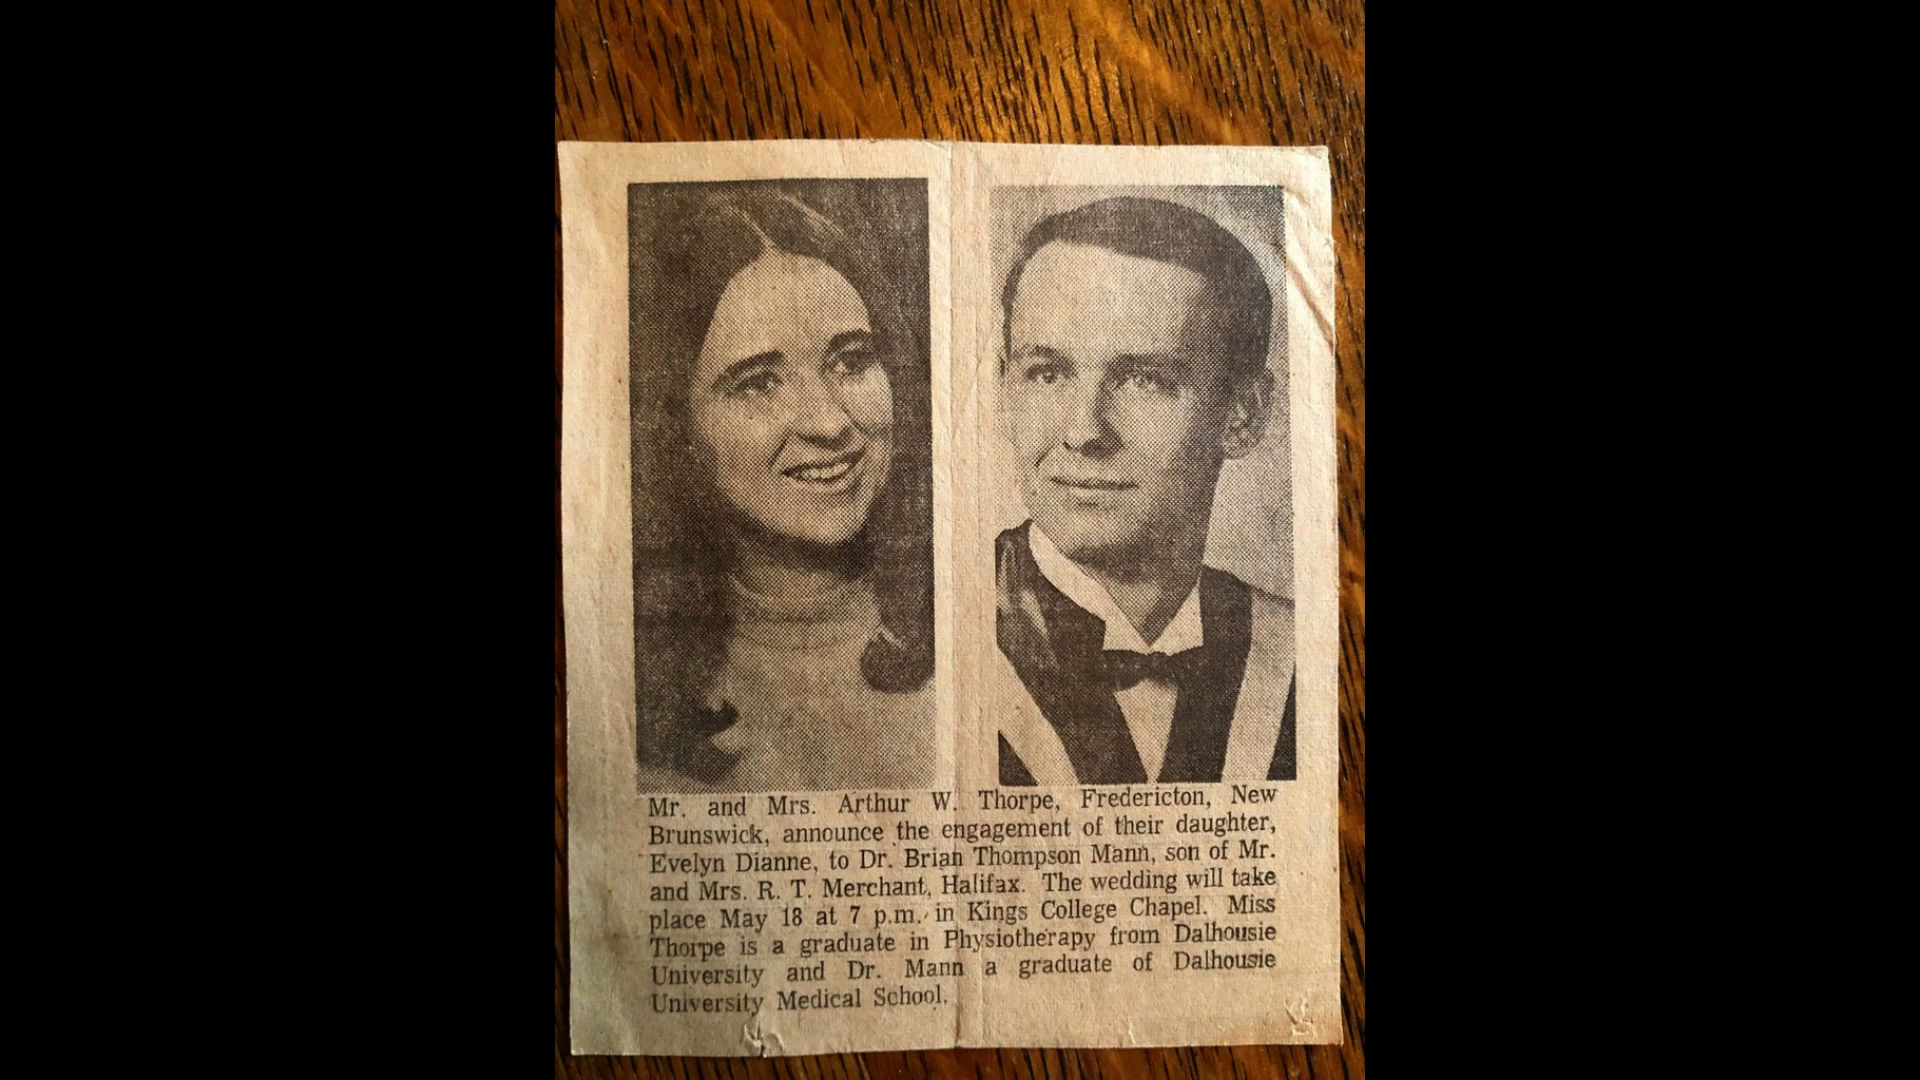 Mr. and Mrs. Arthur W. Thorpe, Fredericton, New
Brunswick, announce the engagement of their daughter,
Evelyn Dianne, to Dr. Brian Thompson Mann, son of Mr.
and Mrs. R. T. Merchant, Halifax. The wedding will take
place May 18 at 7 p.m. in Kings College Chapel. Miss
Thorpe is a graduate in Physiotherapy from Dalhousie
University and Dr. Mann a graduate of Dalhousie
University Medical School.